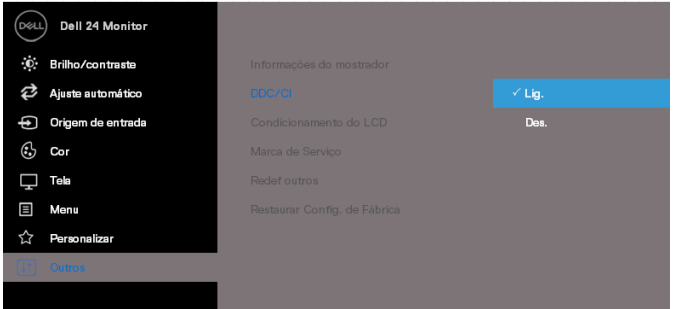 DELL Dell 24 Monitor
Brilho/contraste
Ajuste automático
Origem de entrada
Cor
Tela
Menu
Personalizar
Outros
Informações do mostrador
DDC/CI
Condicionamento do LCD
Marca de Serviço
Redef outros
Restaurar Config. de Fábrica
✓ Lig.
Des.